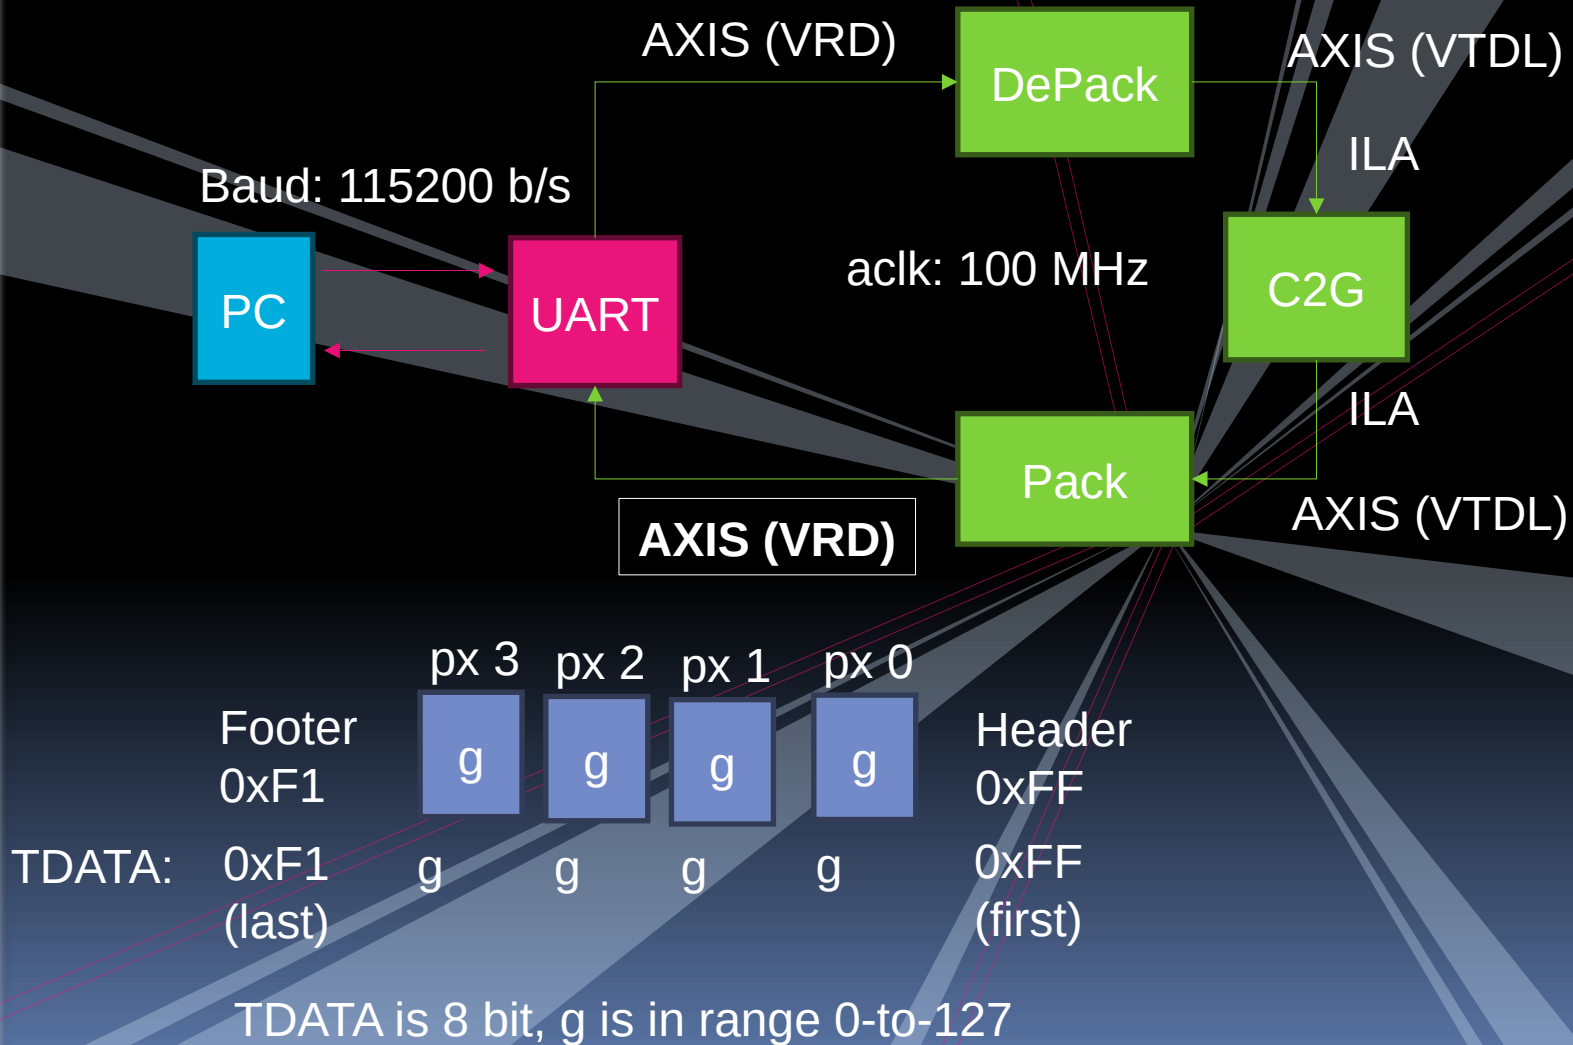 AXIS (VRD)
DePack
AXIS (VTDL)
ILA
Baud: 115200 b/s
PC
UART
aclk: 100 MHz
C2G
ILA
Pack
AXIS (VTDL)
AXIS (VRD)
px 3 px 2 px 1 px 0
Footer
0xF1
g g g g
Header
0xFF
TDATA:
0xF1
(last)
g g g g
0xFF
(first)
TDATA is 8 bit, g is in range 0-to-127